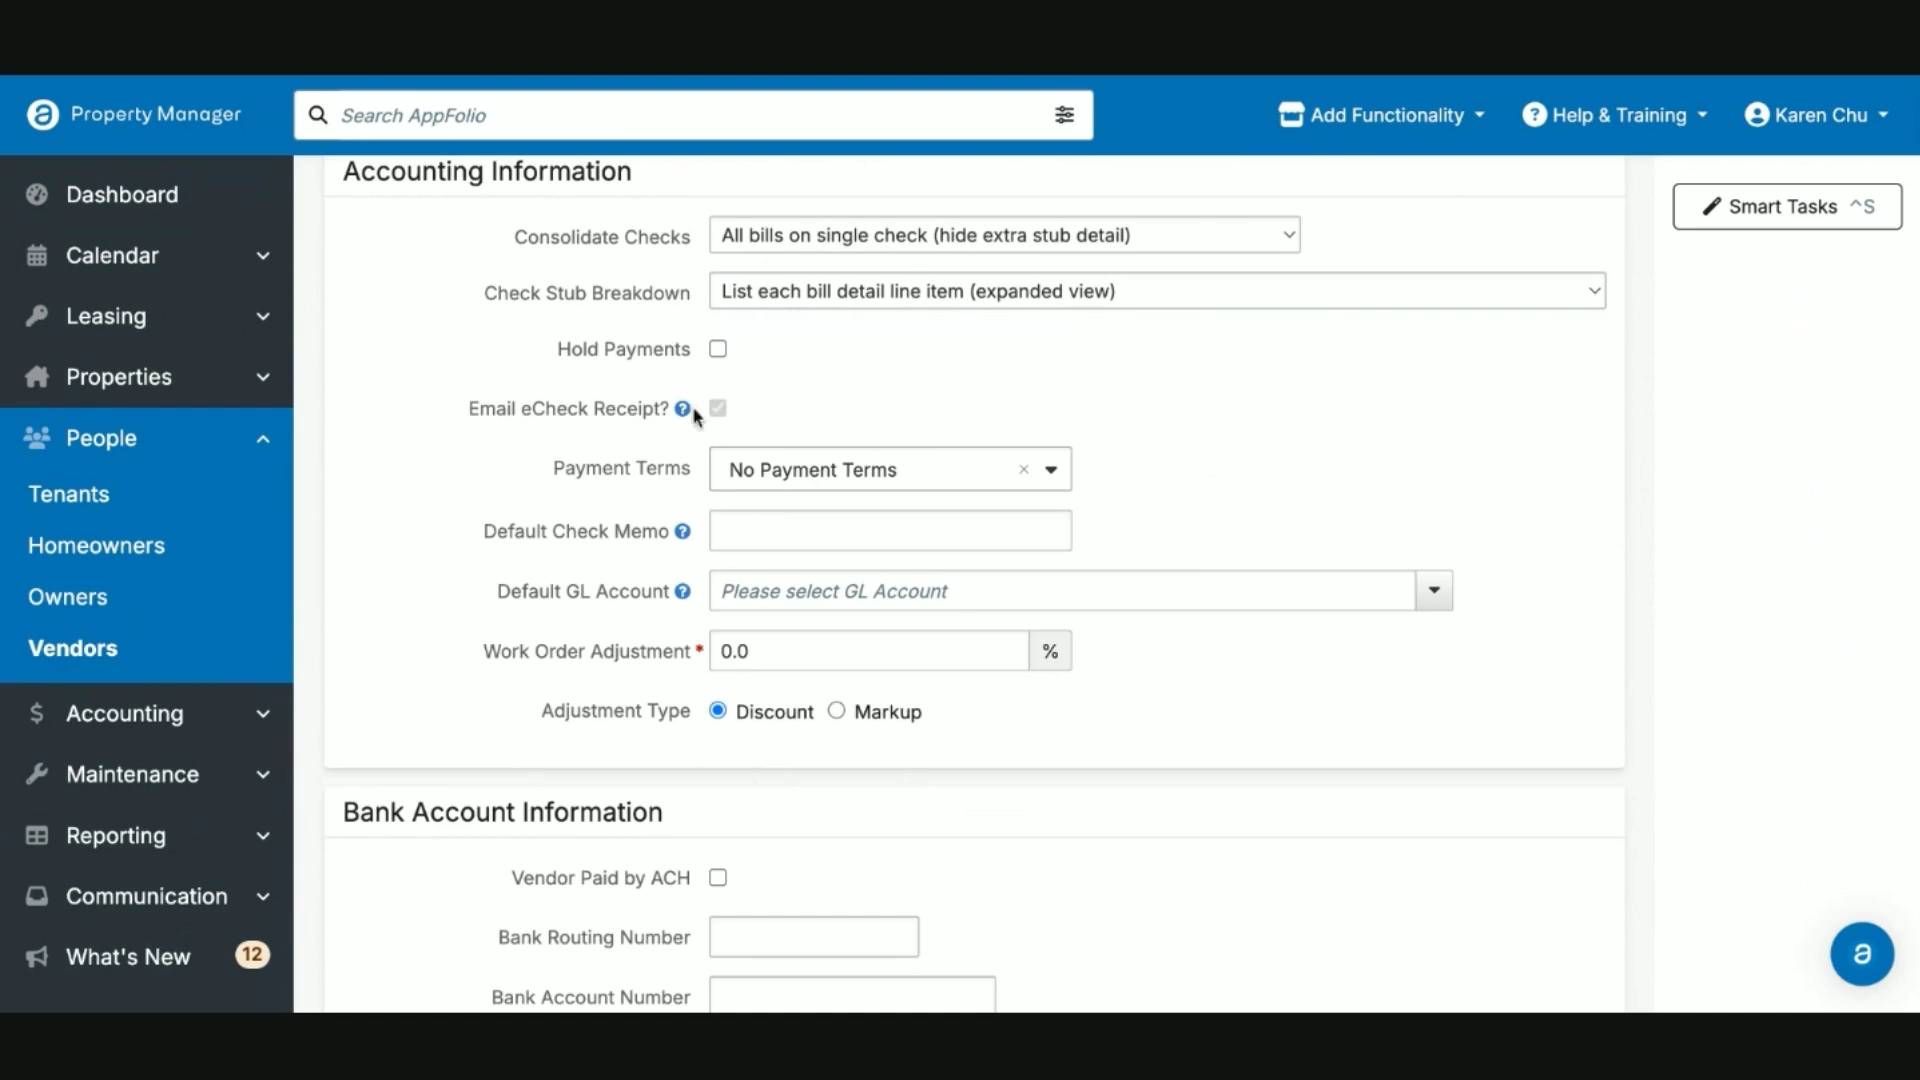 Property Manager
Search AppFolio
Add Functionality
Help & Training
Karen Chu
Dashboard
Calendar
Leasing
Properties
People
Tenants
Homeowners
Owners
Vendors
Accounting
Maintenance
Reporting
Communication
What's New 12
Accounting Information
Consolidate Checks All bills on single check (hide extra stub detail)
Check Stub Breakdown List each bill detail line item (expanded view)
Hold Payments
Email eCheck Receipt? ?
Payment Terms No Payment Terms ×
Default Check Memo ?
Default GL Account ? Please select GL Account
Work Order Adjustment * 0.0 %
Adjustment Type Discount Markup
Bank Account Information
Vendor Paid by ACH
Bank Routing Number
Bank Account Number
Smart Tasks ^S
a